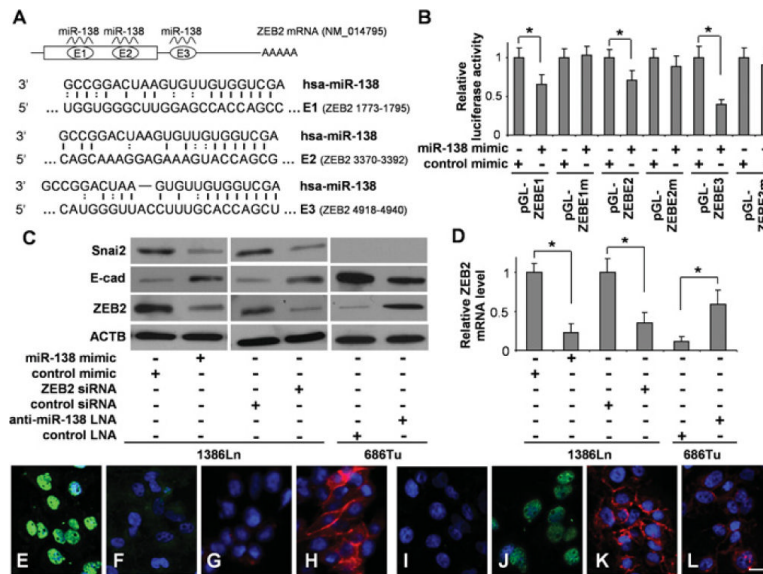 A
miR-138 miR-138 miR-138
ZEB2 mRNA (NM_014795)
E1 E2 E3 AAAAA
3' GCCGGACUAAGUGUUGUGGUCGA hsa-miR-138
5' ... UGGUGGGCUUGGAGCCACCAGCC ... E1 (ZEB2 1773-1795)
3' GCCGGACUAAGUGUUGUGGUCGA hsa-miR-138
5' ... CAGCAAAGGAGAAAGUACCAGCG ... E2 (ZEB2 3370-3392)
3' GCCGGACUAA—GUGUUGUGGUCGA hsa-miR-138
5' ... CAUGGGUUACCUUUGCACCAGCU ... E3 (ZEB2 4918-4940)
B
Relative
luciferase activity
1
0.5
0
* * *
miR-138 mimic - + - + - + - + - + -
control mimic + - + - + - + - + - +
pGL-
ZEBE1
pGL-
ZEBE1m
pGL-
ZEBE2
pGL-
ZEBE2m
pGL-
ZEBE3
pGL-
C
Snai2
E-cad
ZEB2
ACTB
miR-138 mimic - + - - - -
control mimic + - - - - -
ZEB2 siRNA - - - + - -
control siRNA - - + - - -
anti-miR-138 LNA - - - - - +
control LNA - - - - + -
1386Ln 686Tu
D
Relative ZEB2
mRNA level
1
0.5
0
* * *
- + - - - -
+ - - - - -
- - - + - -
- - + - - -
- - - - - +
- - - - + -
1386Ln 686Tu
E F G H I J K L